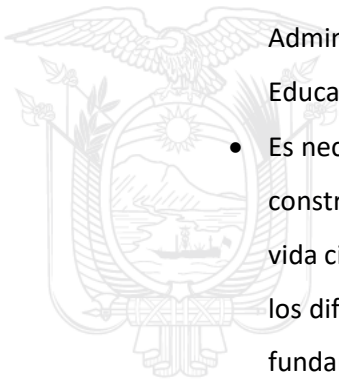 Admin
Educa
• Es nec
constr
vida ci
los dif
funda